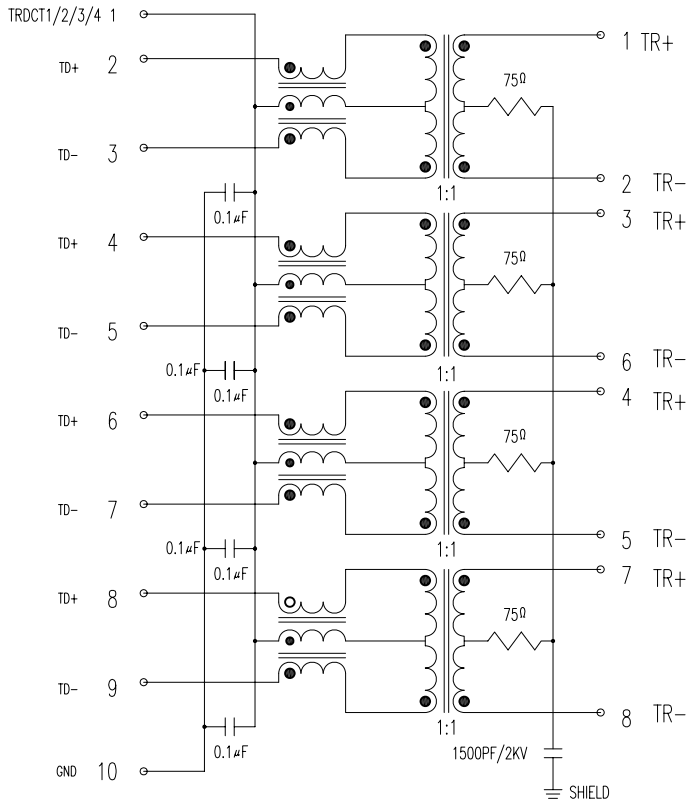 TRDCT1/2/3/4 1
1 TR+
TD+ 2
75Ω
TD- 3
2 TR-
1:1
0.1μF
3 TR+
TD+ 4
75Ω
TD- 5
6 TR-
0.1μF
1:1
0.1μF
4 TR+
TD+ 6
75Ω
TD- 7
5 TR-
0.1μF
1:1
0.1μF
7 TR+
TD+ 8
75Ω
TD- 9
8 TR-
1:1
0.1μF
1500PF/2KV
GND 10
SHIELD